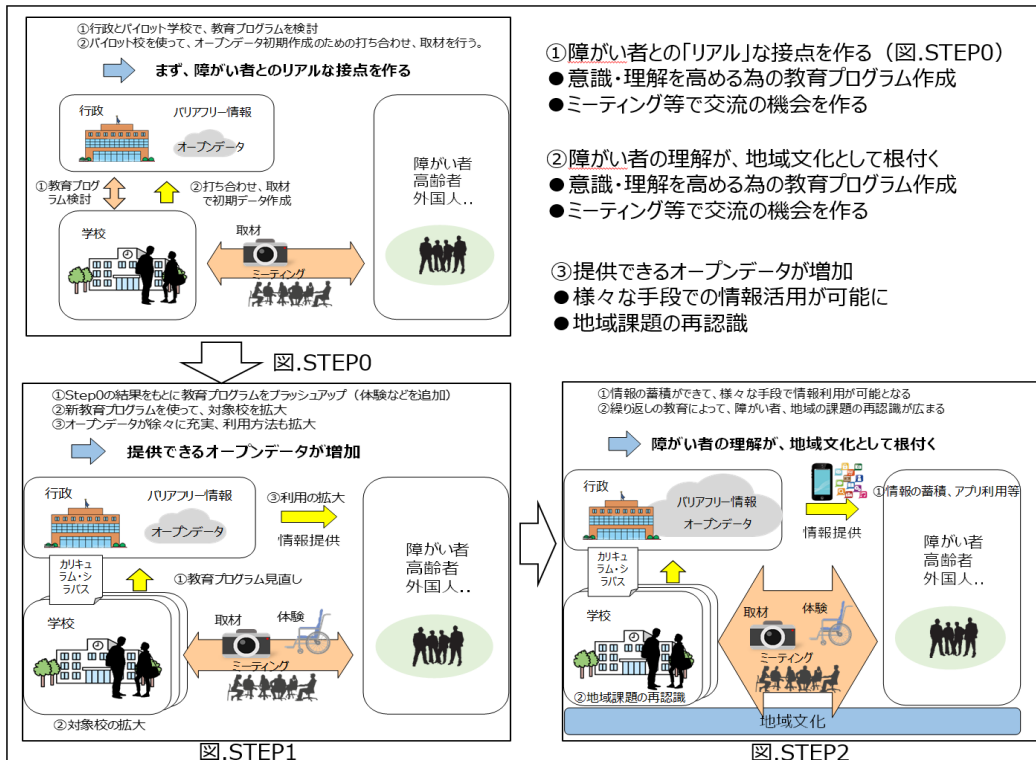 ①行政とパイロット学校で、教育プログラムを検討
②パイロット校を使って、オープンデータ初期作成のための打ち合わせ、取材を行う。
まず、障がい者とのリアルな接点を作る
行政
バリアフリー情報
オープンデータ
①教育プログ
ラム検討
②打ち合わせ、取材
で初期データ作成
学校
取材
ミーティング
障がい者
高齢者
外国人..
図.STEP0
①障がい者との「リアル」な接点を作る（図.STEP0）
●意識・理解を高める為の教育プログラム作成
●ミーティング等で交流の機会を作る
②障がい者の理解が、地域文化として根付く
●意識・理解を高める為の教育プログラム作成
●ミーティング等で交流の機会を作る
③提供できるオープンデータが増加
●様々な手段での情報活用が可能に
●地域課題の再認識
①Step0の結果をもとに教育プログラムをブラッシュアップ（体験などを追加）
②新教育プログラムを使って、対象校を拡大
③オープンデータが徐々に充実、利用方法も拡大
提供できるオープンデータが増加
行政
バリアフリー情報
オープンデータ
③利用の拡大
情報提供
カリキュ
ラム・シ
ラバス
①教育プログラム見直し
学校
取材
体験
ミーティング
②対象校の拡大
障がい者
高齢者
外国人..
図.STEP1
①情報の蓄積ができて、様々な手段で情報利用が可能となる
②繰り返しの教育によって、障がい者、地域の課題の再認識が広まる
障がい者の理解が、地域文化として根付く
行政
バリアフリー情報
オープンデータ
情報提供
①情報の蓄積、アプリ利用等
カリキュ
ラム・シ
ラバス
学校
取材
体験
ミーティング
②地域課題の再認識
障がい者
高齢者
外国人..
地域文化
図.STEP2